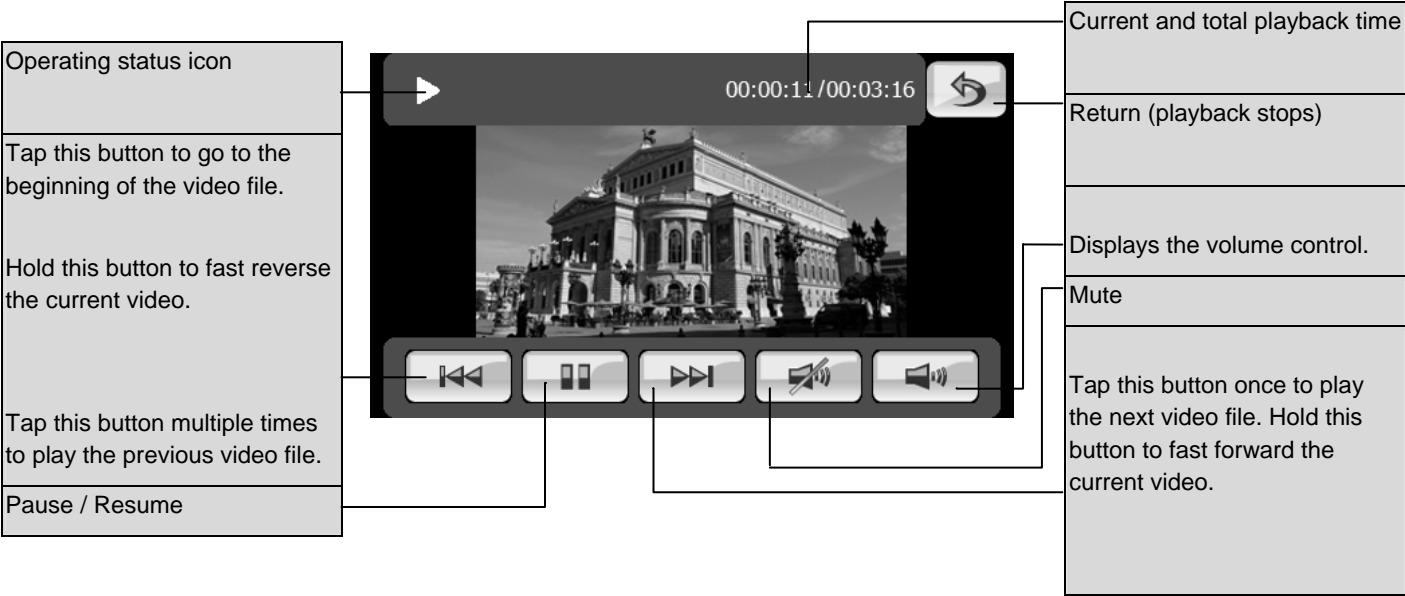 Operating status icon
Tap this button to go to the
beginning of the video file.
Hold this button to fast reverse
the current video.
Tap this button multiple times
to play the previous video file.
Pause / Resume
00:00:11/00:03:16
Current and total playback time
Return (playback stops)
Displays the volume control.
Mute
Tap this button once to play
the next video file. Hold this
button to fast forward the
current video.